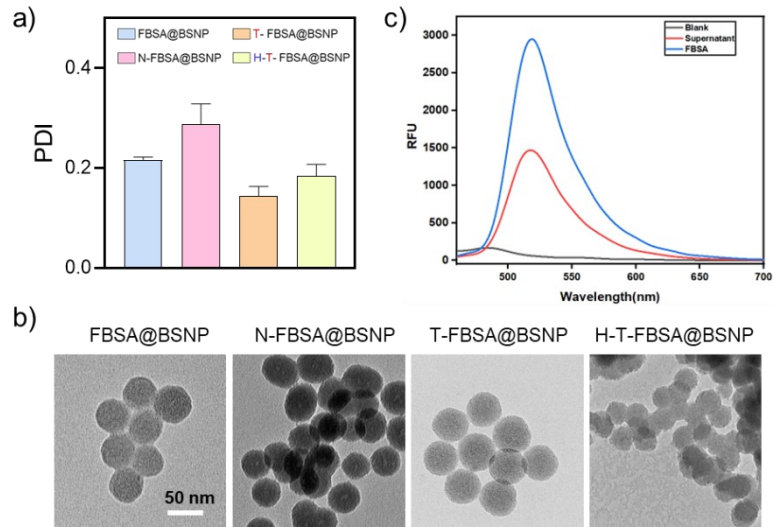 a)
FBSA@BSNP
T- FBSA@BSNP
N-FBSA@BSNP
H-T- FBSA@BSNP
0.4
0.2
0.0
PDI
c)
Blank
Supernatant
FBSA
3000
2500
2000
1500
1000
500
0
RFU
500
550
600
650
700
Wavelength(nm)
b)
FBSA@BSNP
N-FBSA@BSNP
T-FBSA@BSNP
H-T-FBSA@BSNP
50 nm